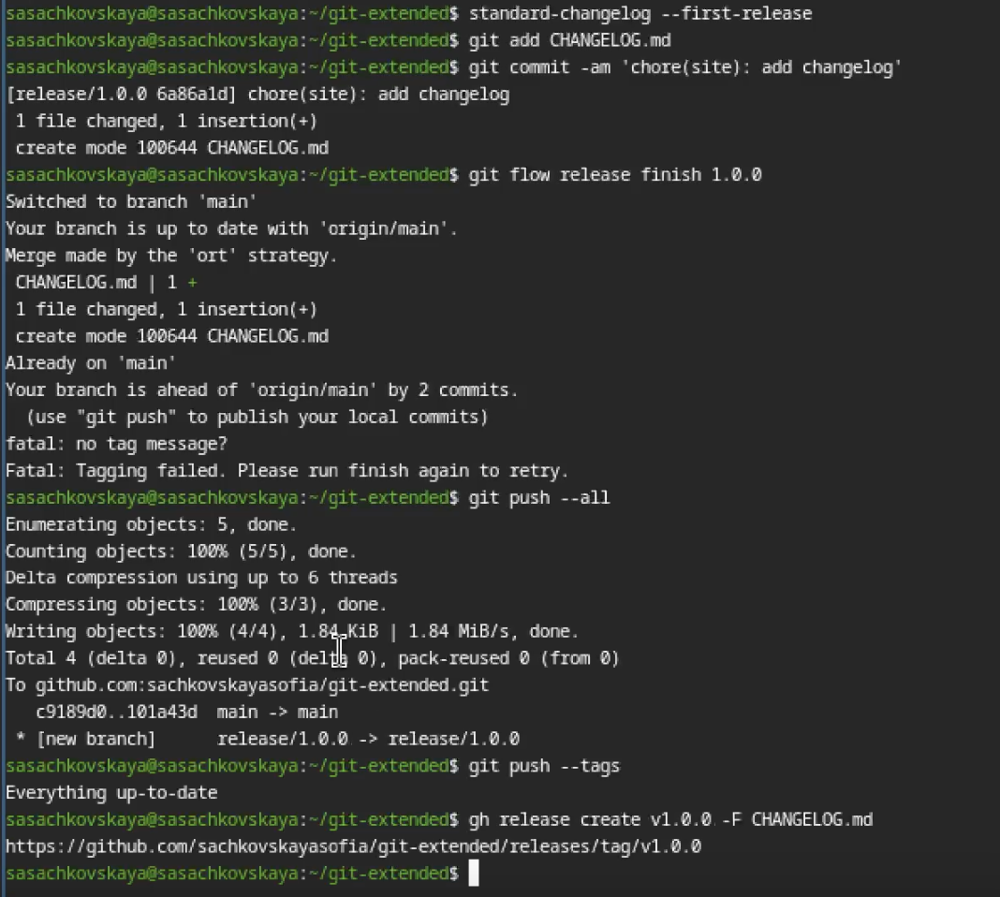 sasachkovskaya@sasachkovskaya:~/git-extended$ standard-changelog --first-release
sasachkovskaya@sasachkovskaya:~/git-extended$ git add CHANGELOG.md
sasachkovskaya@sasachkovskaya:~/git-extended$ git commit -am 'chore(site): add changelog'
[release/1.0.0 6a86a1d] chore(site): add changelog
 1 file changed, 1 insertion(+)
 create mode 100644 CHANGELOG.md
sasachkovskaya@sasachkovskaya:~/git-extended$ git flow release finish 1.0.0
Switched to branch 'main'
Your branch is up to date with 'origin/main'.
Merge made by the 'ort' strategy.
 CHANGELOG.md | 1 +
 1 file changed, 1 insertion(+)
 create mode 100644 CHANGELOG.md
Already on 'main'
Your branch is ahead of 'origin/main' by 2 commits.
  (use "git push" to publish your local commits)
fatal: no tag message?
Fatal: Tagging failed. Please run finish again to retry.
sasachkovskaya@sasachkovskaya:~/git-extended$ git push --all
Enumerating objects: 5, done.
Counting objects: 100% (5/5), done.
Delta compression using up to 6 threads
Compressing objects: 100% (3/3), done.
Writing objects: 100% (4/4), 1.84 KiB | 1.84 MiB/s, done.
Total 4 (delta 0), reused 0 (delta 0), pack-reused 0 (from 0)
To github.com:sachkovskayasofia/git-extended.git
   c9189d0..101a43d  main -> main
 * [new branch]      release/1.0.0 -> release/1.0.0
sasachkovskaya@sasachkovskaya:~/git-extended$ git push --tags
Everything up-to-date
sasachkovskaya@sasachkovskaya:~/git-extended$ gh release create v1.0.0 -F CHANGELOG.md
https://github.com/sachkovskayasofia/git-extended/releases/tag/v1.0.0
sasachkovskaya@sasachkovskaya:~/git-extended$